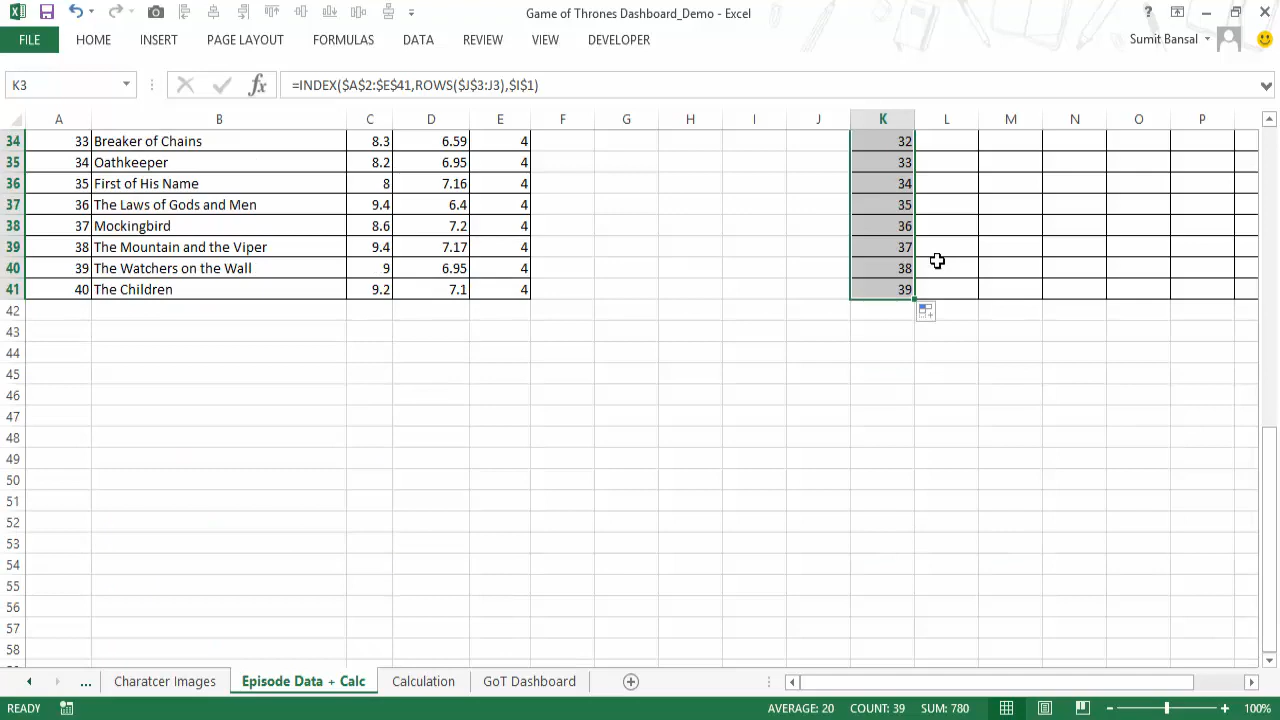 Game of Thrones Dashboard_Demo - Excel
FILE HOME INSERT PAGE LAYOUT FORMULAS DATA REVIEW VIEW DEVELOPER Sumit Bansal
K3 fx =INDEX($A$2:$E$41,ROWS($J$3:J3),$I$1)
A B C D E F G H I J K L M N O P
34 33 Breaker of Chains 8.3 6.59 4 32
35 34 Oathkeeper 8.2 6.95 4 33
36 35 First of His Name 8 7.16 4 34
37 36 The Laws of Gods and Men 9.4 6.4 4 35
38 37 Mockingbird 8.6 7.2 4 36
39 38 The Mountain and the Viper 9.4 7.17 4 37
40 39 The Watchers on the Wall 9 6.95 4 38
41 40 The Children 9.2 7.1 4 39
42
43
44
45
46
47
48
49
50
51
52
53
54
55
56
57
58
... Charatcer Images Episode Data + Calc Calculation GoT Dashboard
READY AVERAGE: 20 COUNT: 39 SUM: 780 100%